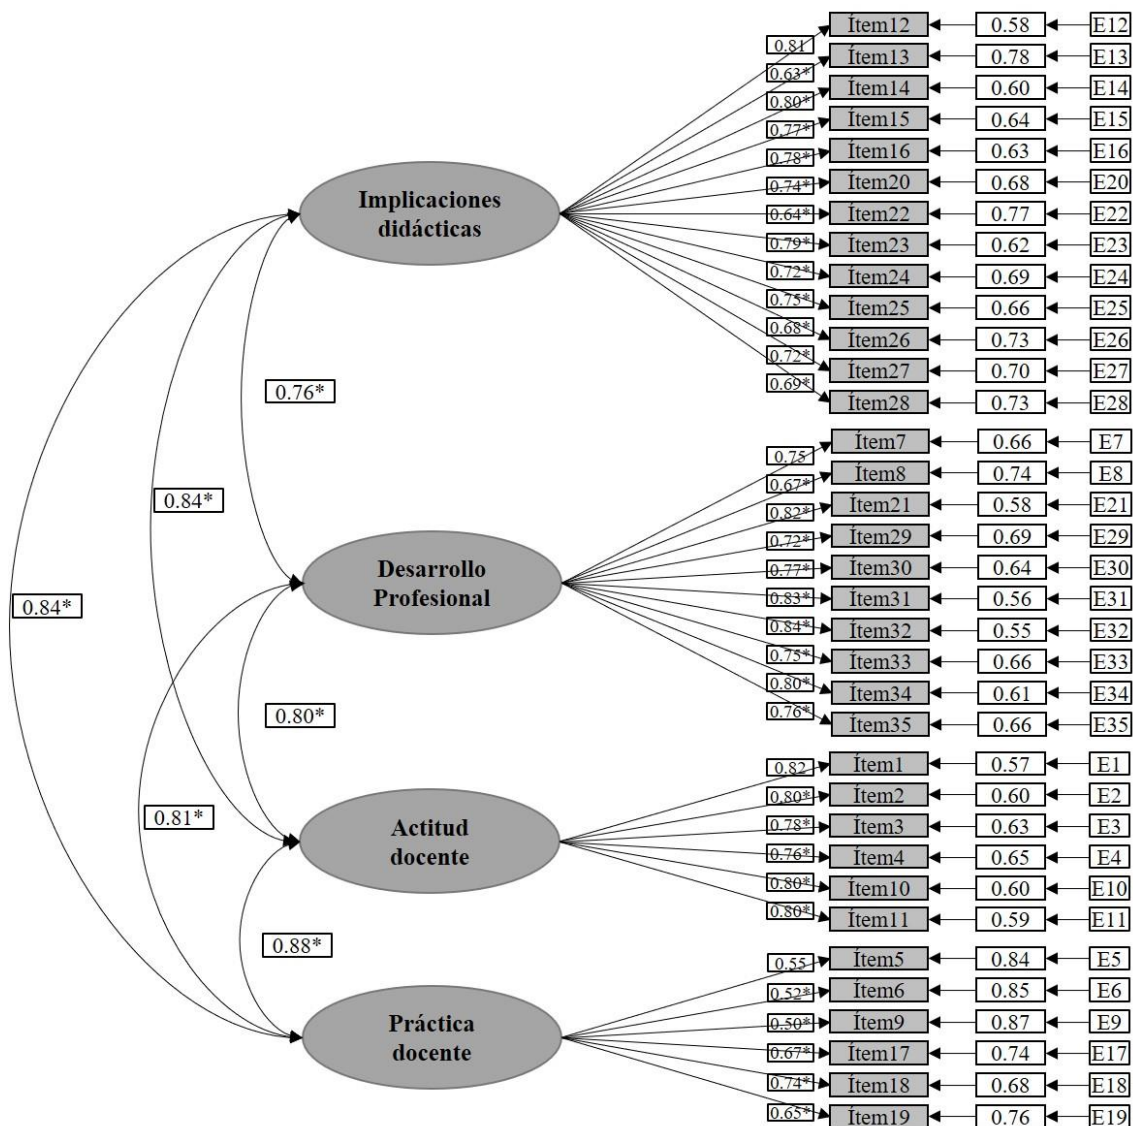 0.81 Ítem12 0.58 E12
0.63* Ítem13 0.78 E13
0.80* Ítem14 0.60 E14
0.77* Ítem15 0.64 E15
0.78* Ítem16 0.63 E16
0.74* Ítem20 0.68 E20
0.64* Ítem22 0.77 E22
0.79* Ítem23 0.62 E23
0.72* Ítem24 0.69 E24
0.75* Ítem25 0.66 E25
0.68* Ítem26 0.73 E26
0.72* Ítem27 0.70 E27
0.69* Ítem28 0.73 E28
Implicaciones
didácticas
0.76*
0.84*
0.84*
0.75 Ítem7 0.66 E7
0.67* Ítem8 0.74 E8
0.82* Ítem21 0.58 E21
0.72* Ítem29 0.69 E29
0.77* Ítem30 0.64 E30
0.83* Ítem31 0.56 E31
0.84* Ítem32 0.55 E32
0.75* Ítem33 0.66 E33
0.80* Ítem34 0.61 E34
0.76* Ítem35 0.66 E35
Desarrollo
Profesional
0.80*
0.81*
0.82 Ítem1 0.57 E1
0.80* Ítem2 0.60 E2
0.78* Ítem3 0.63 E3
0.76* Ítem4 0.65 E4
0.80* Ítem10 0.60 E10
0.80* Ítem11 0.59 E11
Actitud
docente
0.88*
0.55 Ítem5 0.84 E5
0.52* Ítem6 0.85 E6
0.50* Ítem9 0.87 E9
0.67* Ítem17 0.74 E17
0.74* Ítem18 0.68 E18
0.65* Ítem19 0.76 E19
Práctica
docente